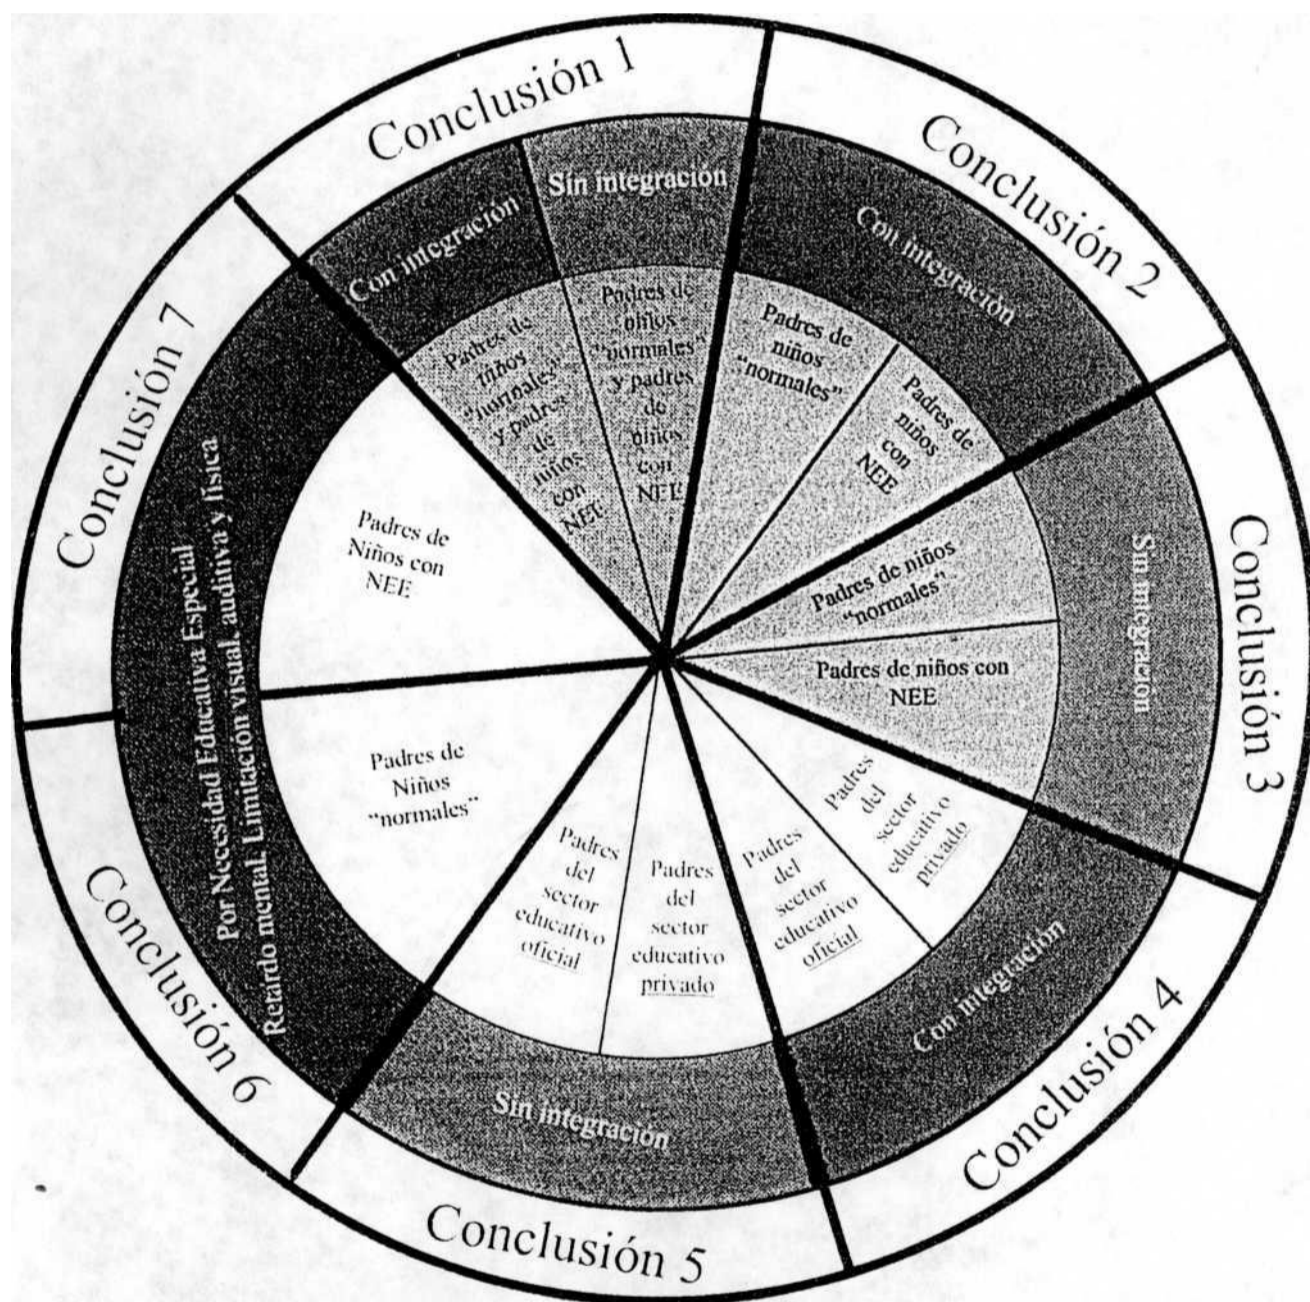 Conclusión 1
Con integración
Padres de
niños
"normales"
y padres
de
niños
con
NEE
Sin integración
Padres de
niños
"normales"
y padres
de
niños
con
NEE
Conclusión 2
Con integración
Padres de
niños
"normales"
Padres de
niños
con
NEE
Conclusión 3
Sin integración
Padres de niños
"normales"
Padres de niños con
NEE
Conclusión 4
Con integración
Padres
del
sector
educativo
privado
Padres
del
sector
educativo
oficial
Conclusión 5
Sin integración
Padres
del
sector
educativo
privado
Padres
del
sector
educativo
oficial
Conclusión 6
Padres de
Niños
"normales"
Conclusión 7
Por Necesidad Educativa Especial
Retardo mental, Limitación visual, auditiva y física
Padres de
Niños con
NEE